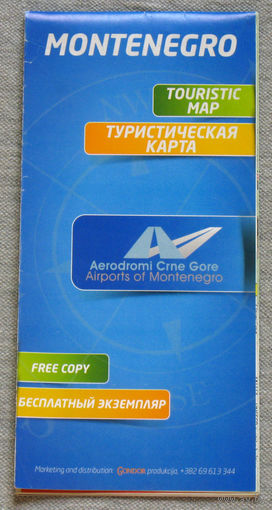 MONTENEGRO
TOURISTIC
MAP
ТУРИСТИЧЕСКАЯ
КАРТА
Aerodromi Crne Gore
Airports of Montenegro
FREE COPY
БЕСПЛАТНЫЙ ЭКЗЕМПЛЯР
Marketing and distribution: GONDOR produkcija, +382 69 613 344